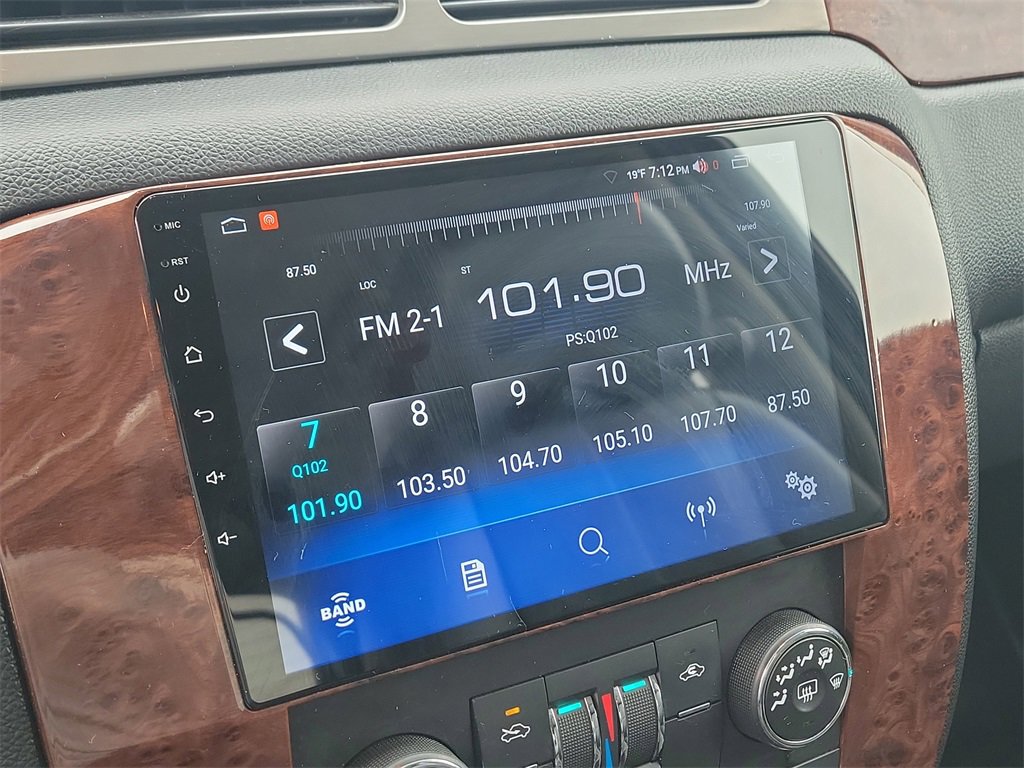 MIC
RST
19°F 7:12 PM 0
87.50
107.90
LOC
ST
Varied
FM 2-1
101.90
MHz
PS:Q102
7
Q102
101.90
8
103.50
9
104.70
10
105.10
11
107.70
12
87.50
BAND